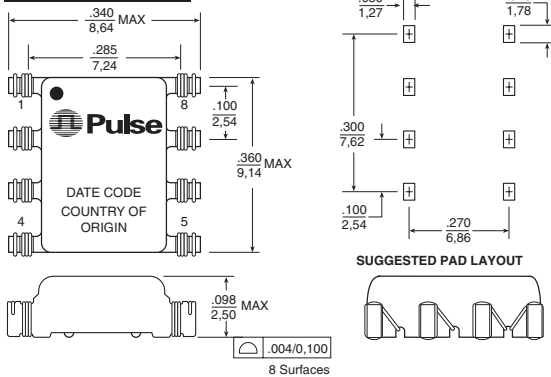 .340
8,64 MAX
.285
7,24
1
8
.100
2,54
Pulse
.360
9,14 MAX
DATE CODE
COUNTRY OF
ORIGIN
4
5
.098
2,50 MAX
.004/0,100
8 Surfaces
1,27
1,78
.300
7,62
.100
2,54
.270
6,86
SUGGESTED PAD LAYOUT